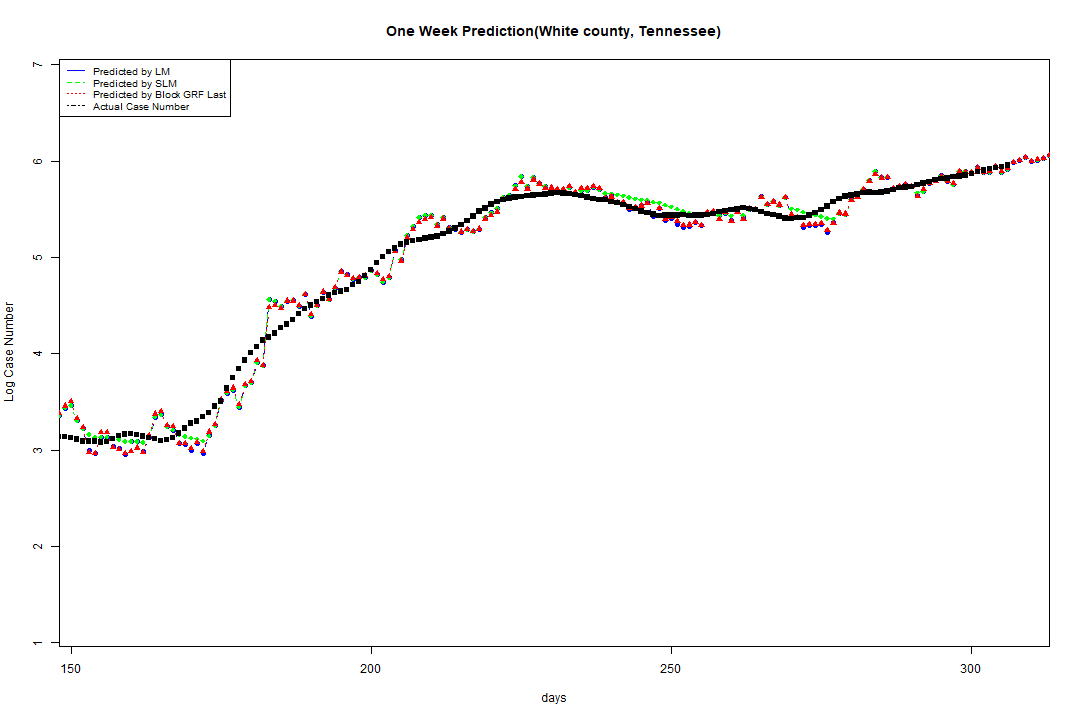 One Week Prediction(White county, Tennessee)
Predicted by LM
Predicted by SLM
Predicted by Block GRF Last
Actual Case Number
7
6
5
4
3
2
1
Log Case Number
150 200 250 300
days